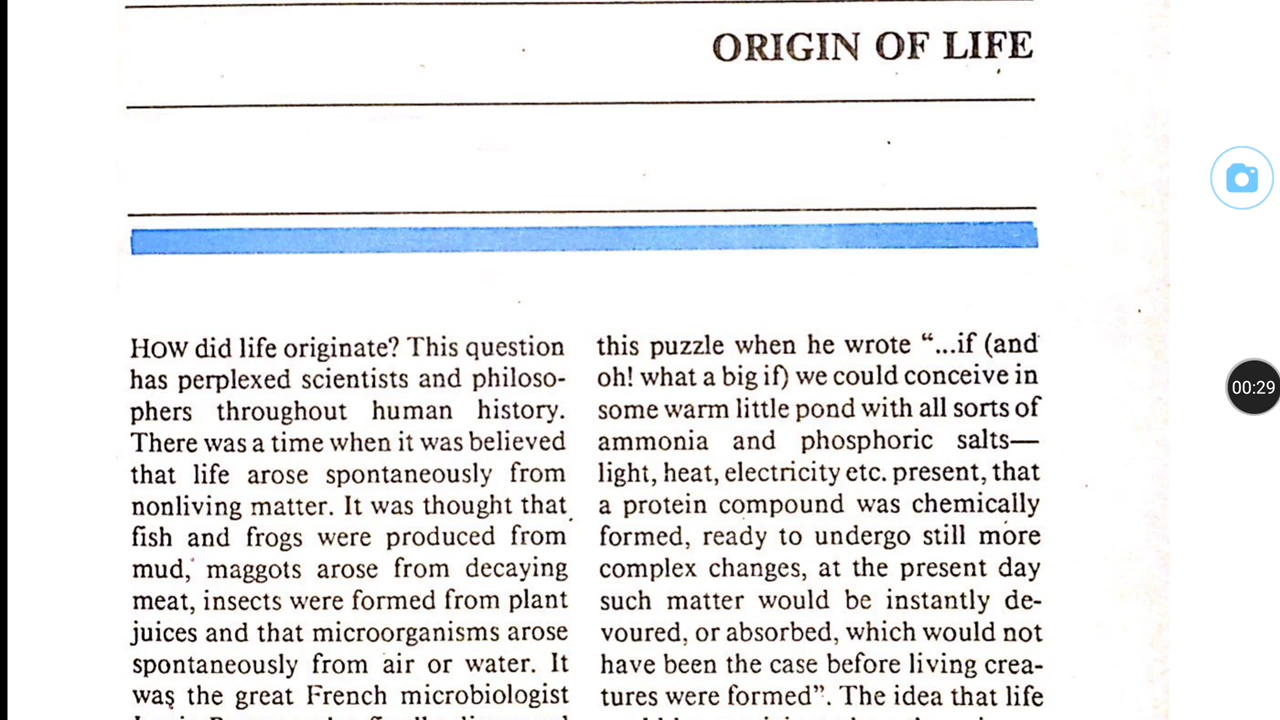 ORIGIN OF LIFE
HOW did life originate? This question
has perplexed scientists and philoso-
phers throughout human history.
There was a time when it was believed
that life arose spontaneously from
nonliving matter. It was thought that
fish and frogs were produced from
mud, maggots arose from decaying
meat, insects were formed from plant
juices and that microorganisms arose
spontaneously from air or water. It
was the great French microbiologist
this puzzle when he wrote “...if (and
oh! what a big if) we could conceive in
some warm little pond with all sorts of
ammonia and phosphoric salts—
light, heat, electricity etc. present, that
a protein compound was chemically
formed, ready to undergo still more
complex changes, at the present day
such matter would be instantly de-
voured, or absorbed, which would not
have been the case before living crea-
tures were formed”. The idea that life
00:29